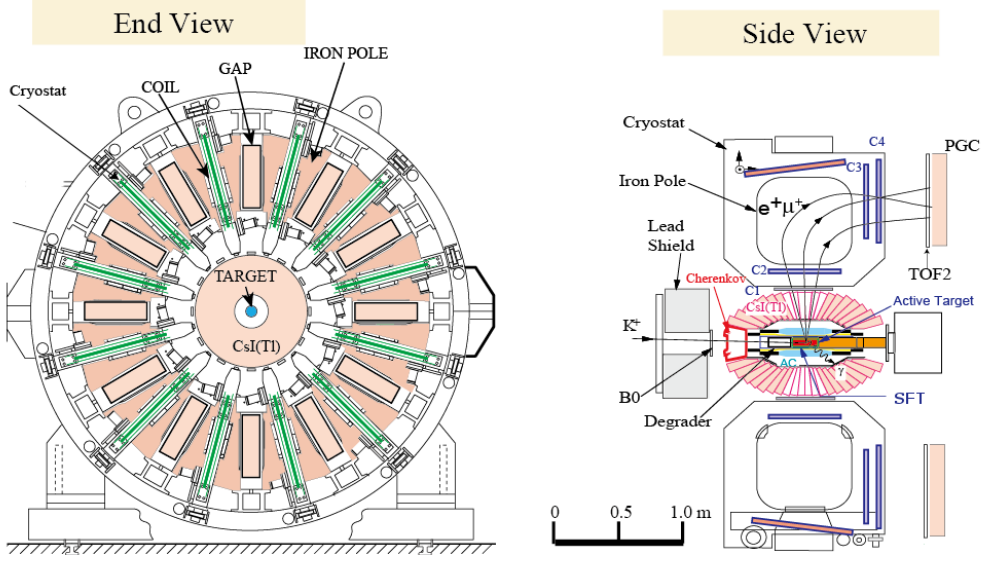 End View
Side View
IRON POLE
GAP
COIL
Cryostat
TARGET
CsI(Tl)
Cryostat
C4
PGC
C3
Iron Pole
e+μ+
Lead
Shield
C2
TOF2
Cherenkov
C1
CsI(Tl)
Active Target
K+
AC
γ
B0
SFT
Degrader
0 0.5 1.0 m